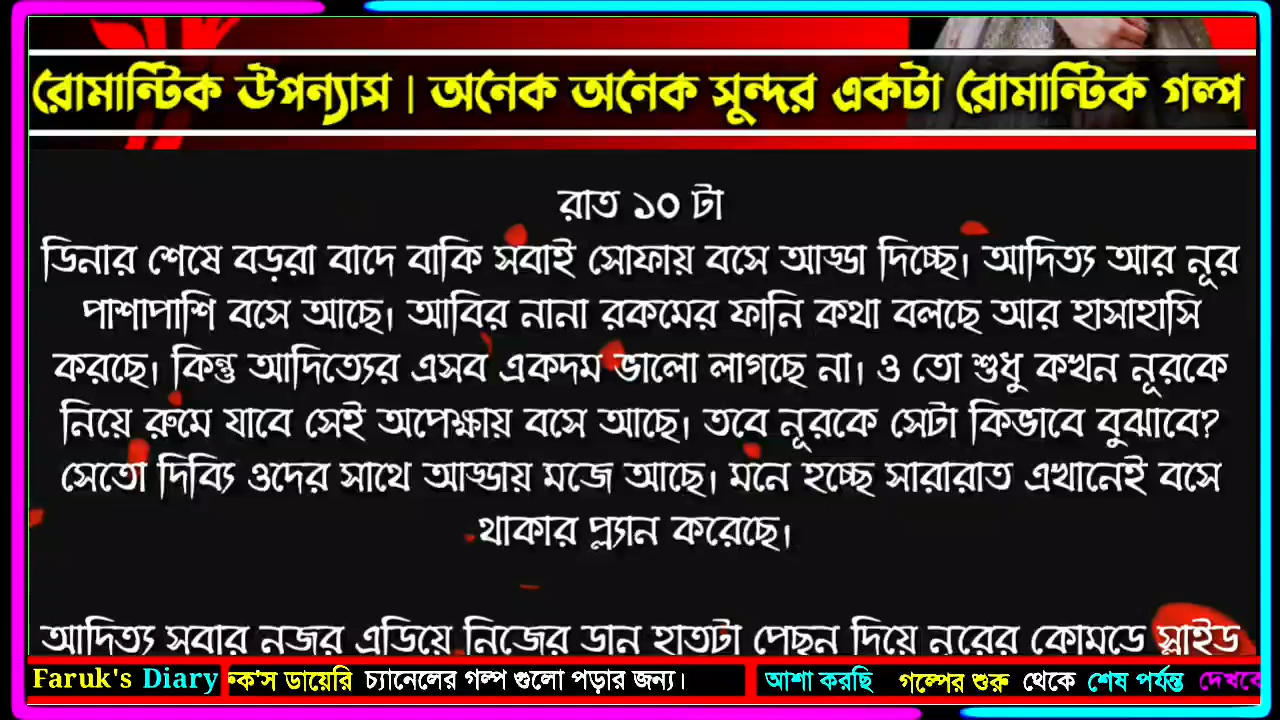 রোমান্টিক উপন্যাস | অনেক অনেক সুন্দর একটা রোমান্টিক গল্প
রাত ১০ টা
ডিনার শেষে বড়রা বাদে বাকি সবাই সোফায় বসে আড্ডা দিচ্ছে। আদিত্য আর নূর
পাশাপাশি বসে আছে। আবির নানা রকমের ফানি কথা বলছে আর হাসাহাসি
করছে। কিন্তু আদিত্যের এসব একদম ভালো লাগছে না। ও তো শুধু কখন নূরকে
নিয়ে রুমে যাবে সেই অপেক্ষায় বসে আছে। তবে নূরকে সেটা কিভাবে বুঝাবে?
সেতো দিব্যি ওদের সাথে আড্ডায় মজে আছে। মনে হচ্ছে সারারাত এখানেই বসে
থাকার প্ল্যান করেছে।
আদিত্য সবার নজর এড়িয়ে নিজের ডান হাতটা পেছন দিয়ে নূরের কোমড়ে স্লাইড
Faruk's Diary ক'স ডায়েরি চ্যানেলের গল্প গুলো পড়ার জন্য। আশা করছি গল্পের শুরু থেকে শেষ পর্যন্ত